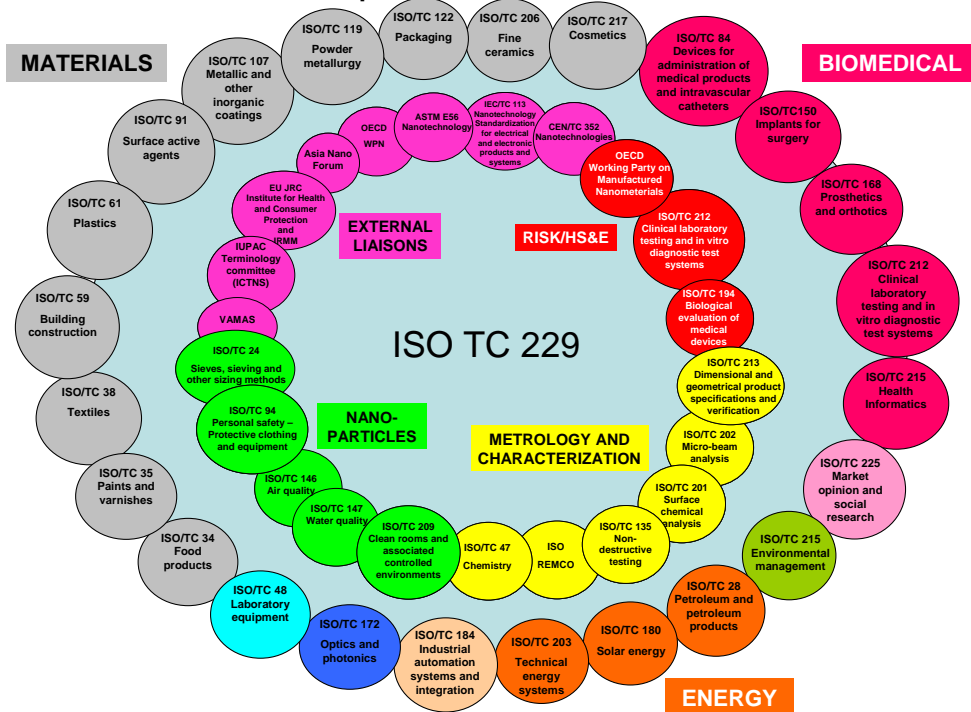 MATERIALS
BIOMEDICAL
ISO/TC 107
Metallic and
other
inorganic
coatings
ISO/TC 119
Powder
metallurgy
ISO/TC 122
Packaging
ISO/TC 206
Fine
ceramics
ISO/TC 217
Cosmetics
ISO/TC 84
Devices for
administration of
medical products
and intravascular
catheters
ISO/TC150
Implants for
surgery
ISO/TC 168
Prosthetics
and orthotics
ISO/TC 212
Clinical
laboratory
testing and in
vitro diagnostic
test systems
ISO/TC 215
Health
Informatics
ISO/TC 225
Market
opinion and
social
research
ISO/TC 215
Environmental
management
ISO/TC 28
Petroleum and
petroleum
products
ISO/TC 180
Solar energy
ISO/TC 203
Technical
energy
systems
ENERGY
ISO/TC 184
Industrial
automation
systems and
integration
ISO/TC 172
Optics and
photonics
ISO/TC 48
Laboratory
equipment
ISO/TC 34
Food
products
ISO/TC 35
Paints and
varnishes
ISO/TC 38
Textiles
ISO/TC 59
Building
construction
ISO/TC 61
Plastics
ISO/TC 91
Surface active
agents
Asia Nano
Forum
OECD
WPN
ASTM E56
Nanotechnology
IEC/TC 113
Nanotechnology
Standardization
for electrical
and electronic
products and
systems
CEN/TC 352
Nanotechnologies
OECD
Working Party on
Manufactured
Nanometerials
ISO/TC 212
Clinical laboratory
testing and in vitro
diagnostic test
systems
ISO/TC 194
Biological
evaluation of
medical
devices
ISO/TC 213
Dimensional and
geometrical product
specifications and
verification
ISO/TC 202
Micro-beam
analysis
ISO/TC 201
Surface
chemical
analysis
ISO/TC 135
Non-
destructive
testing
ISO
REMCO
ISO/TC 47
Chemistry
ISO/TC 209
Clean rooms and
associated
controlled
environments
ISO/TC 147
Water quality
ISO/TC 146
Air quality
ISO/TC 94
Personal safety –
Protective clothing
and equipment
ISO/TC 24
Sieves, sieving and
other sizing methods
VAMAS
IUPAC
Terminology
committee
(ICTNS)
EU JRC
Institute for Health
and Consumer
Protection
and
IRMM
EXTERNAL
LIAISONS
RISK/HS&E
ISO TC 229
NANO-
PARTICLES
METROLOGY AND
CHARACTERIZATION